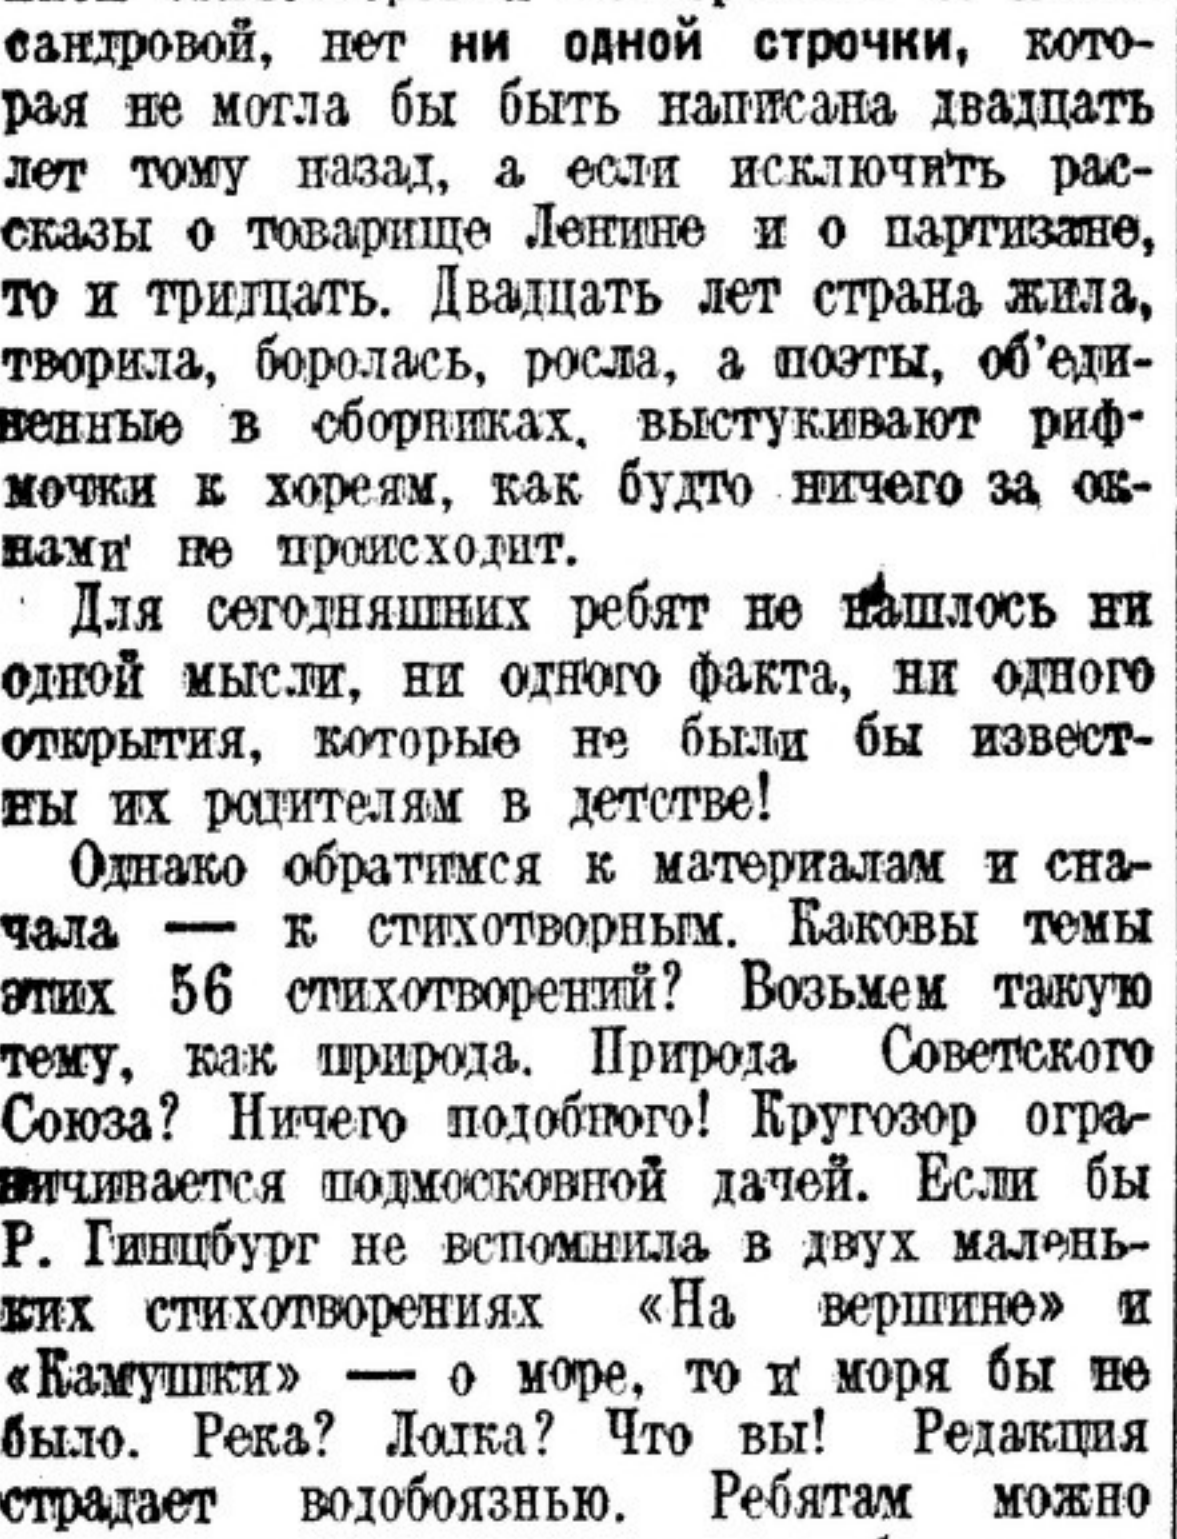 сандровой, нет ни одной строчки, кото-
рая не могла бы быть написана двадцать
лет тому назад, а если исключить рас-
сказы о товарище Ленине и о партизане,
то и тридцать. Двадцать лет страна жила,
творила, боролась, росла, а поэты, об'еди-
ненные в сборниках, выстукивают риф-
мочки к хореям, как будто ничего за ок-
нами не происходит.
Для сегодняшних ребят не нашлось ни
одной мысли, ни одного факта, ни одного
открытия, которые не были бы извест-
ны их родителям в детстве!
Однако обратимся к материалам и сна-
чала — к стихотворным. Каковы темы
этих 56 стихотворений? Возьмем такую
тему, как природа. Природа Советского
Союза? Ничего подобного! Кругозор огра-
ничивается подмосковной дачей. Если бы
Р. Гинцбург не вспомнила в двух малень-
ких стихотворениях «На вершине» и
«Камушки» — о море, то и моря бы не
было. Река? Лодка? Что вы! Редакция
страдает водобоязнью. Ребятам можно